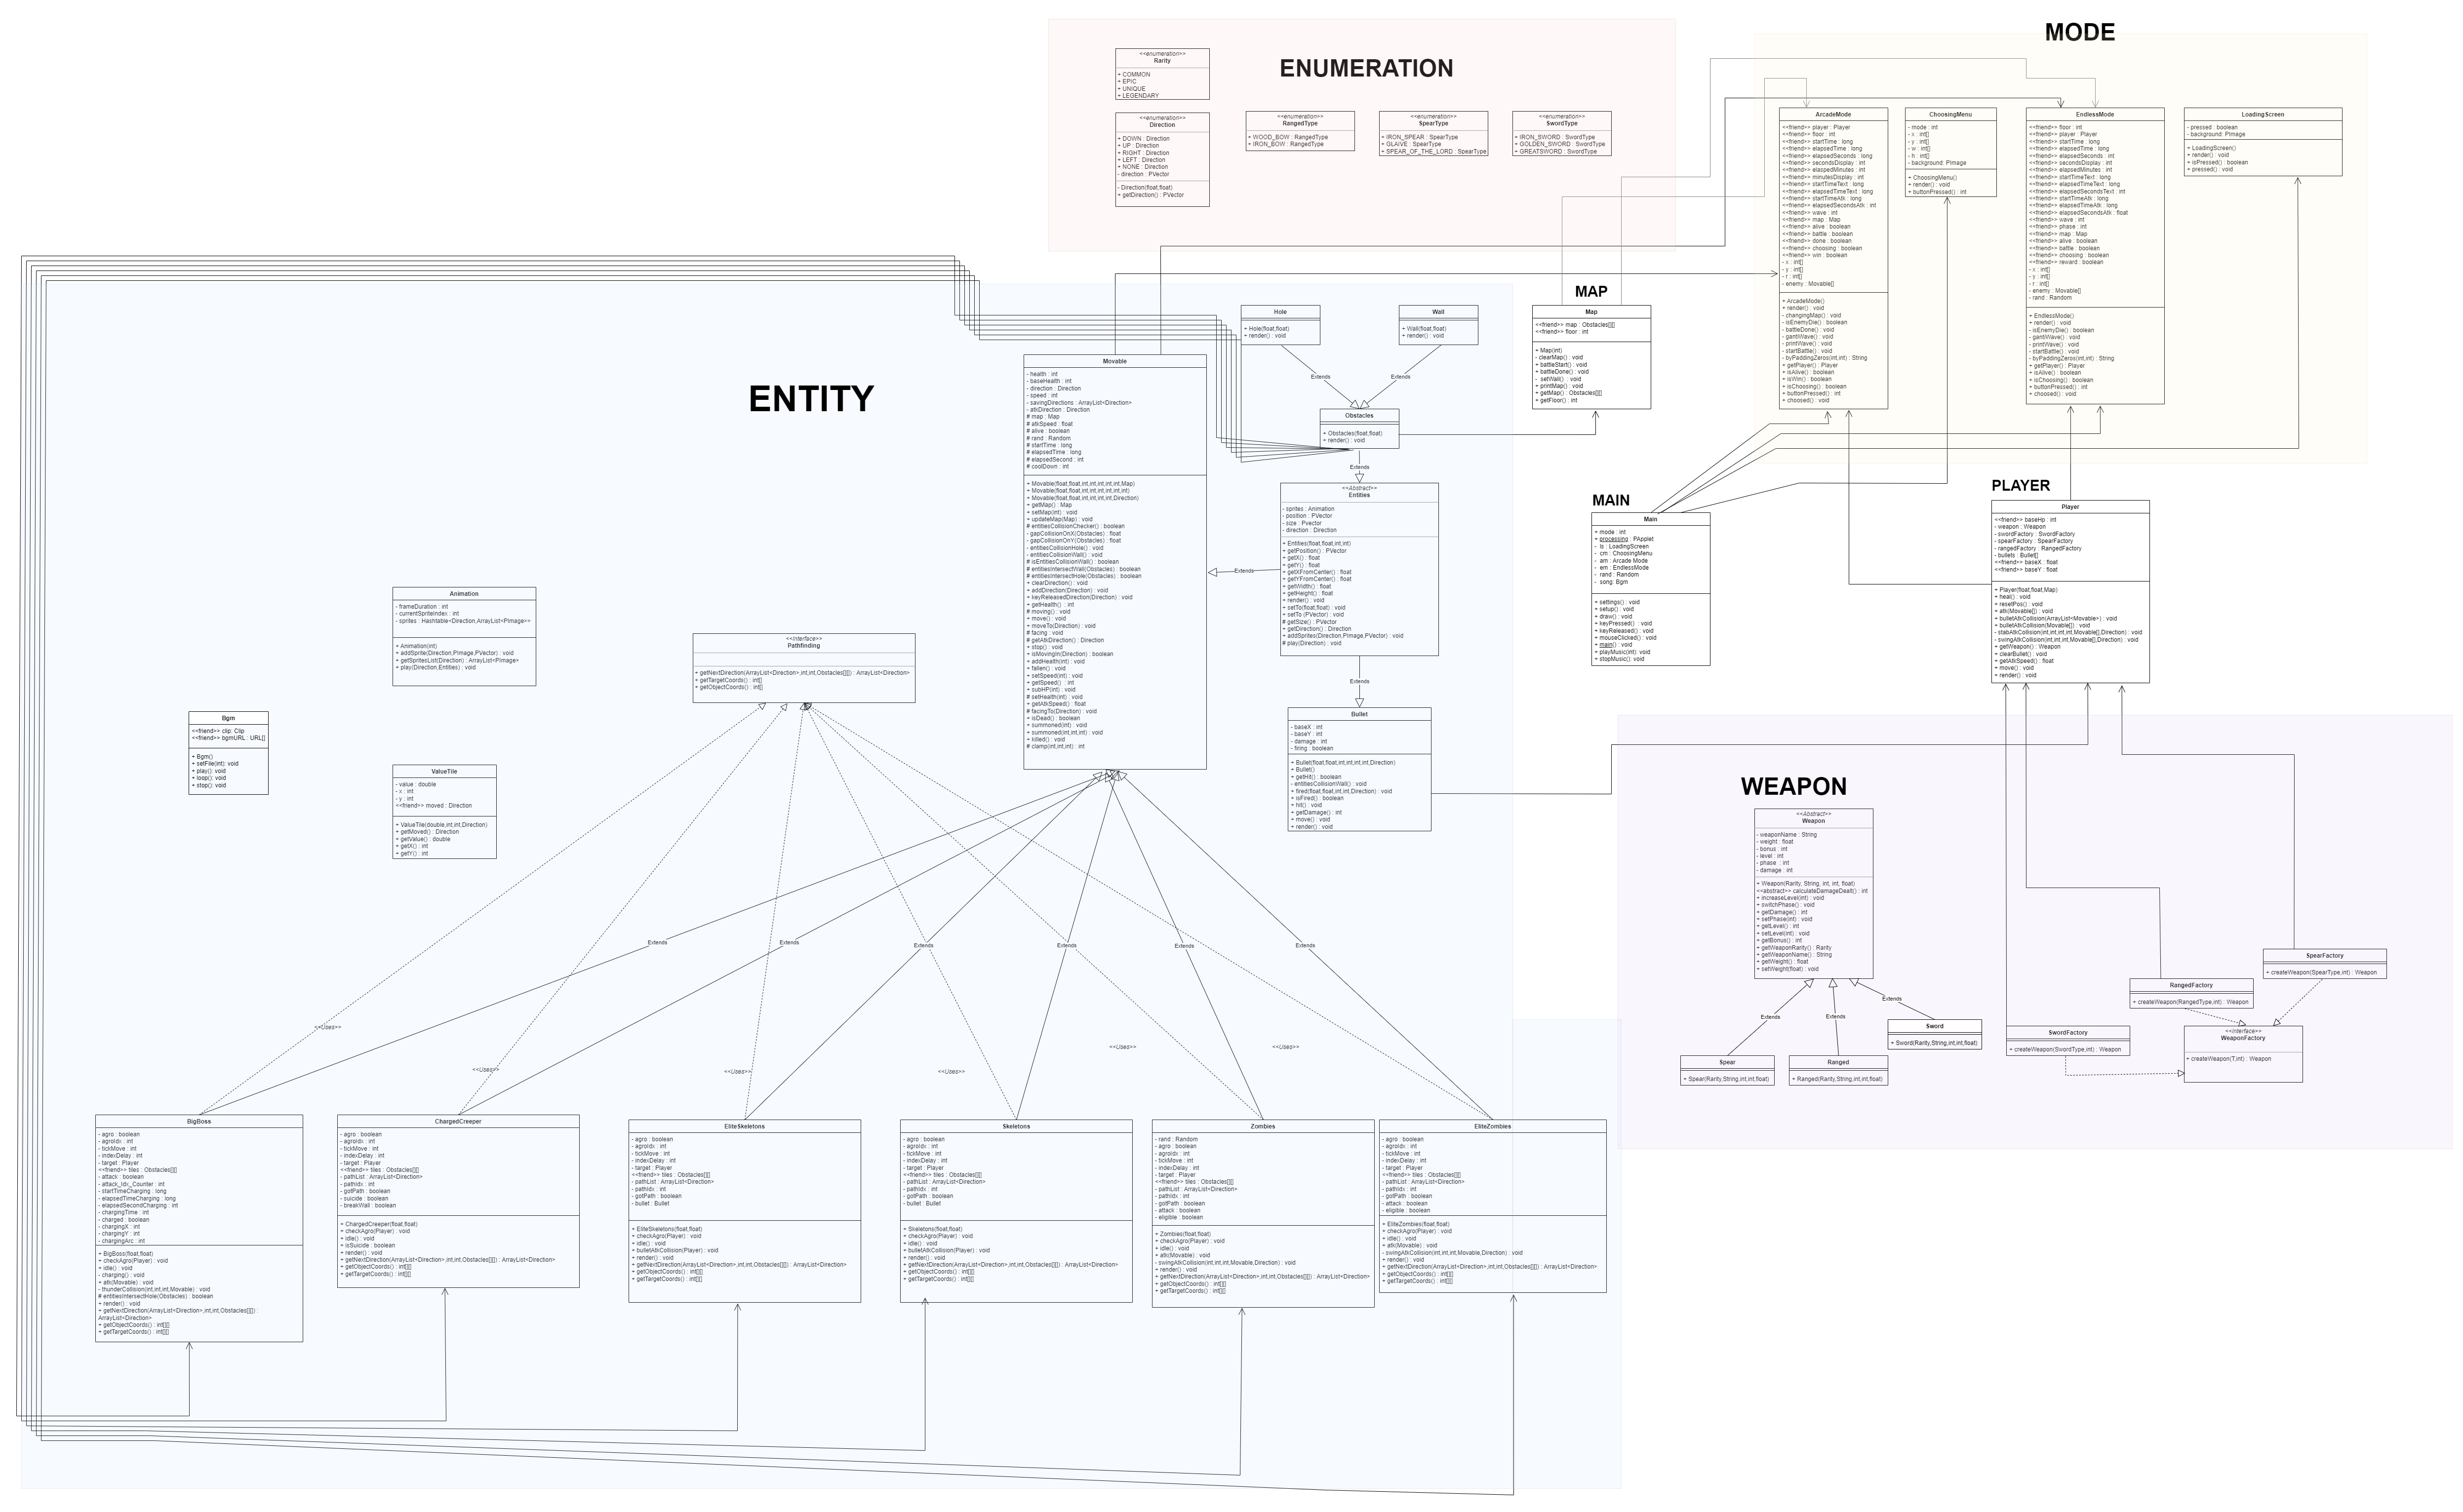 MODE
ENUMERATION
<<enumeration>>
Rarity
+ COMMON
+ EPIC
+ UNIQUE
+ LEGENDARY
<<enumeration>>
Direction
+ DOWN : Direction
+ UP : Direction
+ RIGHT : Direction
+ LEFT : Direction
+ NONE : Direction
- direction : PVector
- Direction(float,float)
+ getDirection() : PVector
<<enumeration>>
RangedType
+ WOOD_BOW : RangedType
+ IRON_BOW : RangedType
<<enumeration>>
SpearType
+ IRON_SPEAR : SpearType
+ GLAIVE : SpearType
+ SPEAR_OF_THE_LORD : SpearType
<<enumeration>>
SwordType
+ IRON_SWORD : SwordType
+ GOLDEN_SWORD : SwordType
+ GREATSWORD : SwordType
ArcadeMode
<<friend>> player : Player
<<friend>> floor : int
<<friend>> startTime : long
<<friend>> elapsedTime : long
<<friend>> elapsedSeconds : long
<<friend>> secondsDisplay : int
<<friend>> elaspedMinutes : int
<<friend>> minutesDisplay : int
<<friend>> startTimeText : long
<<friend>> elapsedTimeText : long
<<friend>> startTimeAtk : long
<<friend>> elapsedSecondsAtk : int
<<friend>> wave : int
<<friend>> map : Map
<<friend>> alive : boolean
<<friend>> battle : boolean
<<friend>> done : boolean
<<friend>> choosing : boolean
<<friend>> win : boolean
- x : int[]
- y : int[]
- r : int[]
- enemy : Movable[]
+ ArcadeMode()
+ render() : void
- changingMap() : void
- isEnemyDie() : boolean
- battleDone() : void
- gantiWave() : void
- printWave() : void
- startBattle() : void
- byPaddingZeros(int,int) : String
+ getPlayer() : Player
+ isAlive() : boolean
+ isWin() : boolean
+ isChoosing() : boolean
+ buttonPressed() : int
+ choosed() : void
ChoosingMenu
- mode : int
- x : int[]
- y : int[]
- w : int[]
- h : int[]
- background: PImage
+ ChoosingMenu()
+ render() : void
+ buttonPressed() : int
EndlessMode
<<friend>> floor : int
<<friend>> player : Player
<<friend>> startTime : long
<<friend>> elapsedTime : long
<<friend>> elapsedSeconds : int
<<friend>> secondsDisplay : int
<<friend>> elapsedMinutes : int
<<friend>> startTimeText : long
<<friend>> elapsedTimeText : long
<<friend>> elapsedSecondsText : int
<<friend>> startTimeAtk : long
<<friend>> elapsedTimeAtk : long
<<friend>> elapsedSecondsAtk : float
<<friend>> wave : int
<<friend>> phase : int
<<friend>> map : Map
<<friend>> alive : boolean
<<friend>> battle : boolean
<<friend>> choosing : boolean
<<friend>> reward : boolean
- x : int[]
- y : int[]
- r : int[]
- enemy : Movable[]
- rand : Random
+ EndlessMode()
+ render() : void
- isEnemyDie() : boolean
- gantiWave() : void
- printWave() : void
- startBattle() : void
- byPaddingZeros(int,int) : String
+ getPlayer() : Player
+ isAlive() : boolean
+ isChoosing() : boolean
+ buttonPressed() : int
+ choosed() : void
LoadingScreen
- pressed : boolean
- background: PImage
+ LoadingScreen()
+ render() : void
+ isPressed() : boolean
+ pressed() : void
ENTITY
Movable
- health : int
- baseHealth : int
- direction : Direction
- speed : int
- savingDirections : ArrayList<Direction>
- atkDirection : Direction
# map : Map
# atkSpeed : float
# alive : boolean
# rand : Random
# startTime : long
# elapsedTime : long
# elapsedSecond : int
# coolDown : int
+ Movable(float,float,int,int,int,int,int,Map)
+ Movable(float,float,int,int,int,int,int,int)
+ Movable(float,float,int,int,int,int,Direction)
+ getMap() : Map
+ setMap(int) : void
+ updateMap(Map) : void
# entitiesCollisionChecker() : boolean
- gapCollisionOnX(Obstacles) : float
- gapCollisionOnY(Obstacles) : float
- entitiesCollisionHole() : void
- entitiesCollisionWall() : void
# isEntitiesCollisionWall() : boolean
# entitiesIntersectWall(Obstacles) : boolean
# entitiesIntersectHole(Obstacles) : boolean
+ clearDirection() : void
+ addDirection(Direction) : void
+ keyReleasedDirection(Direction) : void
+ getHealth() : int
# moving() : void
+ move() : void
+ moveTo(Direction) : void
# facing : void
# getAtkDirection() : Direction
+ stop() : void
+ isMovingIn(Direction) : boolean
+ addHealth(int) : void
+ fallen() : void
+ setSpeed(int) : void
+ getSpeed() : int
+ subHP(int) : void
# setHealth(int) : void
+ getAtkSpeed() : float
# facingTo(Direction) : void
+ isDead() : boolean
+ summoned(int) : void
+ summoned(int,int,int) : void
+ killed() : void
# clamp(int,int,int) : int
Hole
+ Hole(float,float)
+ render() : void
Wall
+ Wall(float,float)
+ render() : void
Extends
Extends
Obstacles
+ Obstacles(float,float)
+ render() : void
Extends
<<Abstract>>
Entities
- sprites : Animation
- position : PVector
- size : Pvector
- direction : Direction
+ Entities(float,float,int,int)
+ getPosition() : PVector
+ getX() : float
+ getY() : float
+ getXFromCenter() : float
+ getYFromCenter() : float
+ getWidth() : float
+ getHeight() : float
+ render() : void
+ setTo(float,float) : void
+ setTo (PVector) : void
# getSize() : PVector
+ getDirection() : Direction
+ addSprites(Direction,PImage,PVector) : void
# play(Direction) : void
Extends
Extends
Bullet
- baseX : int
- baseY : int
- damage : int
- firing : boolean
+ Bullet(float,float,int,int,int,int,Direction)
+ Bullet()
+ getHit() : boolean
- entitiesCollisionWall() : void
+ fired(float,float,int,int,Direction) : void
+ isFired() : boolean
+ hit() : void
+ getDamage() : int
+ move() : void
+ render() : void
MAP
Map
<<friend>> map : Obstacles[][]
<<friend>> floor : int
+ Map(int)
- clearMap() : void
+ battleStart() : void
+ battleDone() : void
- setWall() : void
+ printMap() : void
+ getMap() : Obstacles[][]
+ getFloor() : int
MAIN
Main
+ mode : int
+ processing : PApplet
- ls : LoadingScreen
- cm : ChoosingMenu
- am : Arcade Mode
- em : EndlessMode
- rand : Random
- song: Bgm
+ settings() : void
+ setup() : void
+ draw() : void
+ keyPressed() : void
+ keyReleased() : void
+ mouseClicked() : void
+ main() : void
+ playMusic(int): void
+ stopMusic(): void
PLAYER
Player
<<friend>> baseHp : int
- weapon : Weapon
- swordFactory : SwordFactory
- spearFactory : SpearFactory
- rangedFactory : RangedFactory
- bullets : Bullet[]
<<friend>> baseX : float
<<friend>> baseY : float
+ Player(float,float,Map)
+ heal() : void
+ resetPos() : void
+ atk(Movable[]) : void
+ bulletAtkCollision(ArrayList<Movable>) : void
+ bulletAtkCollision(Movable[]) : void
- stabAtkCollision(int,int,int,int,Movable[],Direction) : void
- swingAtkCollision(int,int,int,Movable[],Direction) : void
+ getWeapon() : Weapon
+ clearBullet() : void
+ getAtkSpeed() : float
+ move() : void
+ render() : void
Animation
- frameDuration : int
- currentSpriteIndex : int
- sprites : Hashtable<Direction,ArrayList<PImage>>
+ Animation(int)
+ addSprite(Direction,PImage,PVector) : void
+ getSpritesList(Direction) : ArrayList<PImage>
+ play(Direction,Entities) : void
<<Interface>>
Pathfinding
+ getNextDirection(ArrayList<Direction>,int,int,Obstacles[][]) : ArrayList<Direction>
+ getTargetCoords() : int[]
+ getObjectCoords() : int[]
Bgm
<<friend>> clip: Clip
<<friend>> bgmURL : URL[]
+ Bgm()
+ setFile(int): void
+ play(): void
+ loop(): void
+ stop(): void
ValueTile
- value : double
- x : int
- y : int
<<friend>> moved : Direction
+ ValueTile(double,int,int,Direction)
+ getMoved() : Direction
+ getValue() : double
+ getX() : int
+ getY() : int
WEAPON
<<Abstract>>
Weapon
- weaponName : String
- weight : float
- bonus : int
- level : int
- phase : int
- damage : int
+ Weapon(Rarity, String, int, int, float)
<<abstract>> calculateDamageDealt() : int
+ increaseLevel(int) : void
+ switchPhase() : void
+ getDamage() : int
+ setPhase(int) : void
+ getLevel() : int
+ setLevel(int) : void
+ getBonus() : int
+ getWeaponRarity() : Rarity
+ getWeaponName() : String
+ getWeight() : float
+ setWeight(float) : void
Extends
Extends
Extends
Spear
+ Spear(Rarity,String,int,int,float)
Ranged
+ Ranged(Rarity,String,int,int,float)
Sword
+ Sword(Rarity,String,int,int,float)
SpearFactory
+ createWeapon(SpearType,int) : Weapon
RangedFactory
+ createWeapon(RangedType,int) : Weapon
SwordFactory
+ createWeapon(SwordType,int) : Weapon
<<Interface>>
WeaponFactory
+ createWeapon(T,int) : Weapon
Extends
Extends
Extends
Extends
Extends
Extends
<<Uses>>
<<Uses>>
<<Uses>>
<<Uses>>
<<Uses>>
<<Uses>>
BigBoss
- agro : boolean
- agroIdx : int
- tickMove : int
- indexDelay : int
- target : Player
<<friend>> tiles : Obstacles[][]
- attack : boolean
- attack_Idx_Counter : int
- startTimeCharging : long
- elapsedTimeCharging : long
- elapsedSecondCharging : int
- chargingTime : int
- charged : boolean
- chargingX : int
- chargingY : int
- chargingArc : int
+ BigBoss(float,float)
+ checkAgro(Player) : void
+ idle() : void
- charging() : void
+ atk(Movable) : void
- thunderCollision(int,int,int,Movable) : void
# entitiesIntersectHole(Obstacles) : boolean
+ render() : void
+ getNextDirection(ArrayList<Direction>,int,int,Obstacles[][]) :
ArrayList<Direction>
+ getObjectCoords() : int[][]
+ getTargetCoords() : int[][]
ChargedCreeper
- agro : boolean
- agroIdx : int
- tickMove : int
- indexDelay : int
- target : Player
<<friend>> tiles : Obstacles[][]
- pathList : ArrayList<Direction>
- pathIdx : int
- gotPath : boolean
- suicide : boolean
- breakWall : boolean
+ ChargedCreeper(float,float)
+ checkAgro(Player) : void
+ idle() : void
+ isSuicide : boolean
+ render() : void
+ getNextDirection(ArrayList<Direction>,int,int,Obstacles[][]) : ArrayList<Direction>
+ getObjectCoords() : int[][]
+ getTargetCoords() : int[][]
EliteSkeletons
- agro : boolean
- agroIdx : int
- tickMove : int
- indexDelay : int
- target : Player
<<friend>> tiles : Obstacles[][]
- pathList : ArrayList<Direction>
- pathIdx : int
- gotPath : boolean
- bullet : Bullet
+ EliteSkeletons(float,float)
+ checkAgro(Player) : void
+ idle() : void
+ bulletAtkCollision(Player) : void
+ render() : void
+ getNextDirection(ArrayList<Direction>,int,int,Obstacles[][]) : ArrayList<Direction>
+ getObjectCoords() : int[][]
+ getTargetCoords() : int[][]
Skeletons
- agro : boolean
- agroIdx : int
- tickMove : int
- indexDelay : int
- target : Player
<<friend>> tiles : Obstacles[][]
- pathList : ArrayList<Direction>
- pathIdx : int
- gotPath : boolean
- bullet : Bullet
+ Skeletons(float,float)
+ checkAgro(Player) : void
+ idle() : void
+ bulletAtkCollision(Player) : void
+ render() : void
+ getNextDirection(ArrayList<Direction>,int,int,Obstacles[][]) : ArrayList<Direction>
+ getObjectCoords() : int[][]
+ getTargetCoords() : int[][]
Zombies
- rand : Random
- agro : boolean
- agroIdx : int
- tickMove : int
- indexDelay : int
- target : Player
<<friend>> tiles : Obstacles[][]
- pathList : ArrayList<Direction>
- pathIdx : int
- gotPath : boolean
- attack : boolean
- eligible : boolean
+ Zombies(float,float)
+ checkAgro(Player) : void
+ idle() : void
+ atk(Movable) : void
- swingAtkCollision(int,int,int,Movable,Direction) : void
+ render() : void
+ getNextDirection(ArrayList<Direction>,int,int,Obstacles[][]) : ArrayList<Direction>
+ getObjectCoords() : int[][]
+ getTargetCoords() : int[][]
EliteZombies
- agro : boolean
- agroIdx : int
- tickMove : int
- indexDelay : int
- target : Player
<<friend>> tiles : Obstacles[][]
- pathList : ArrayList<Direction>
- pathIdx : int
- gotPath : boolean
- attack : boolean
- eligible : boolean
+ EliteZombies(float,float)
+ checkAgro(Player) : void
+ idle() : void
+ atk(Movable) : void
- swingAtkCollision(int,int,int,Movable,Direction) : void
+ render() : void
+ getNextDirection(ArrayList<Direction>,int,int,Obstacles[][]) : ArrayList<Direction>
+ getObjectCoords() : int[][]
+ getTargetCoords() : int[][]